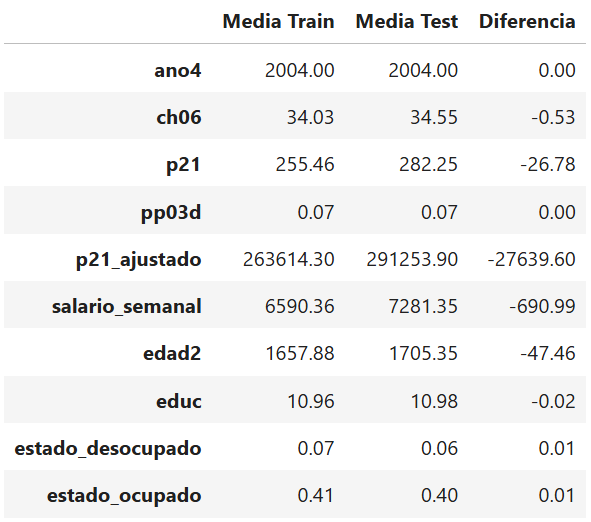 Media Train Media Test Diferencia
ano4 2004.00 2004.00 0.00
ch06 34.03 34.55 -0.53
p21 255.46 282.25 -26.78
pp03d 0.07 0.07 0.00
p21_ajustado 263614.30 291253.90 -27639.60
salario_semanal 6590.36 7281.35 -690.99
edad2 1657.88 1705.35 -47.46
educ 10.96 10.98 -0.02
estado_desocupado 0.07 0.06 0.01
estado_ocupado 0.41 0.40 0.01